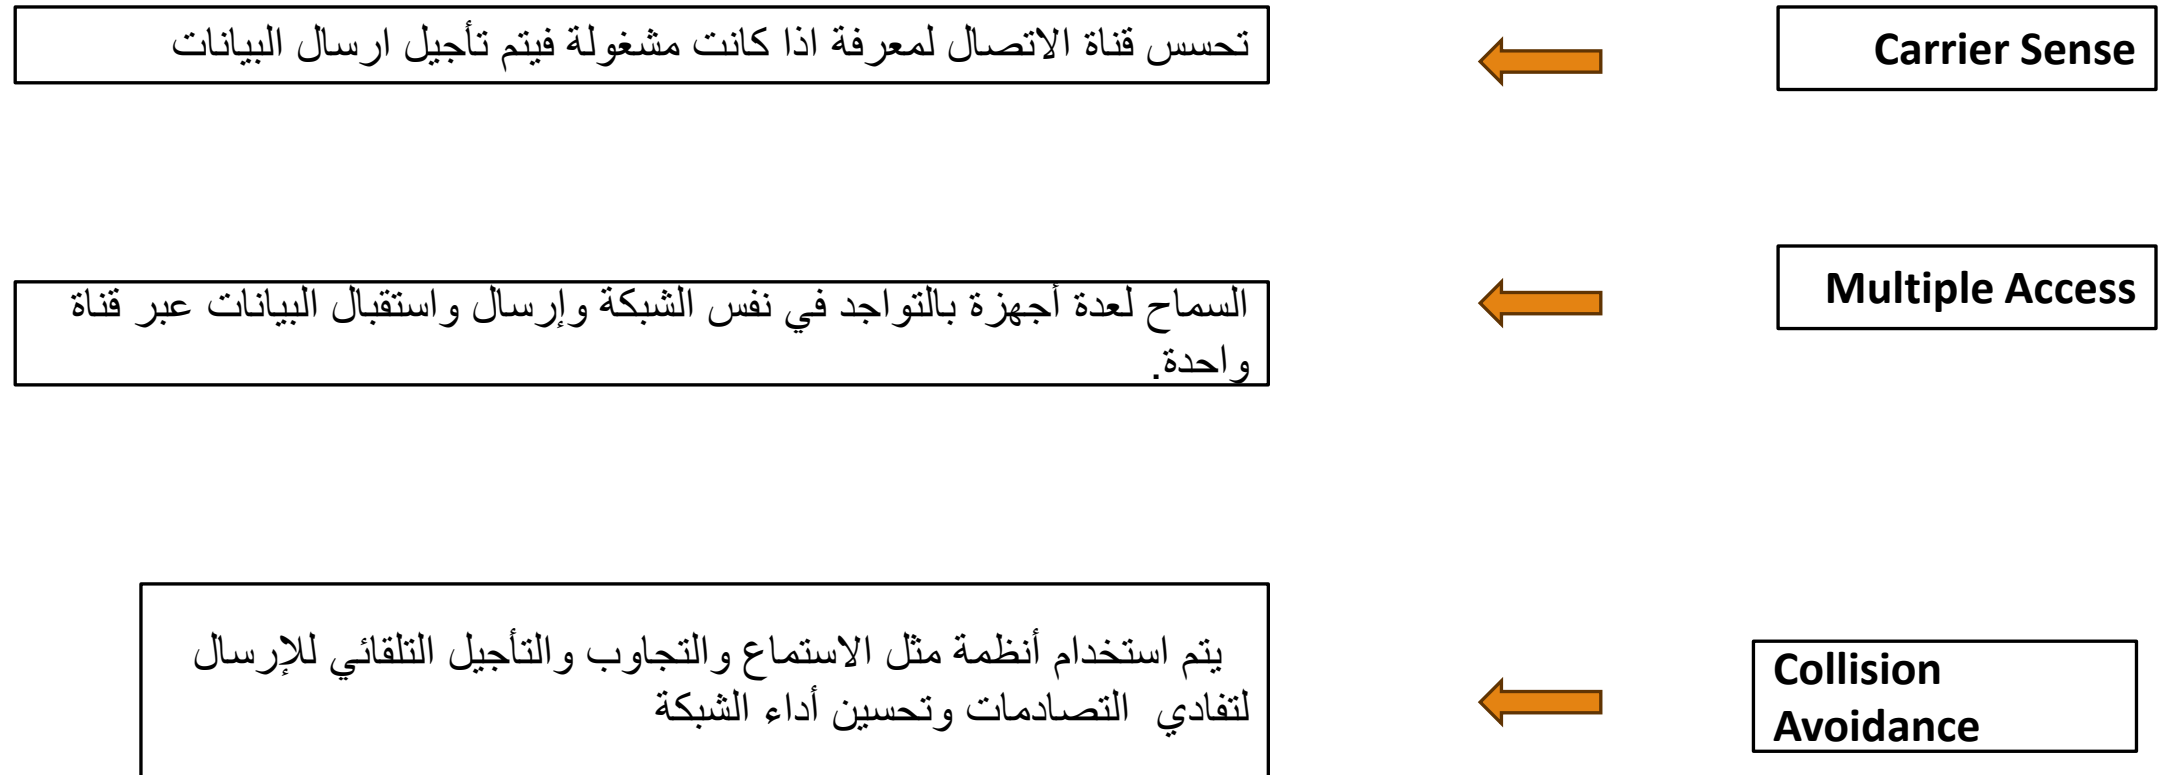 Carrier Sense
تحسس قناة الاتصال لمعرفة اذا كانت مشغولة فيتم تأجيل ارسال البيانات
Multiple Access
السماح لعدة أجهزة بالتواجد في نفس الشبكة وإرسال واستقبال البيانات عبر قناة
واحدة.
Collision
Avoidance
يتم استخدام أنظمة مثل الاستماع والتجاوب والتأجيل التلقائي للإرسال
لتفادي التصادمات وتحسين أداء الشبكة